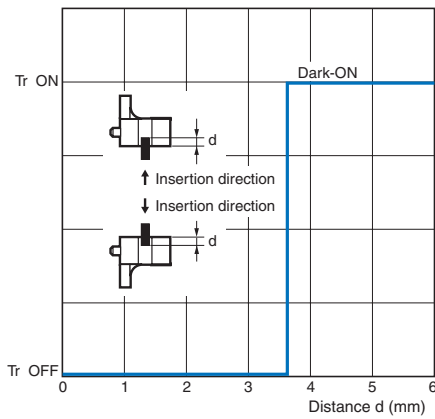 Dark-ON
Tr ON
d
Insertion direction
Insertion direction
d
Tr OFF
0 1 2 3 4 5 6
Distance d (mm)